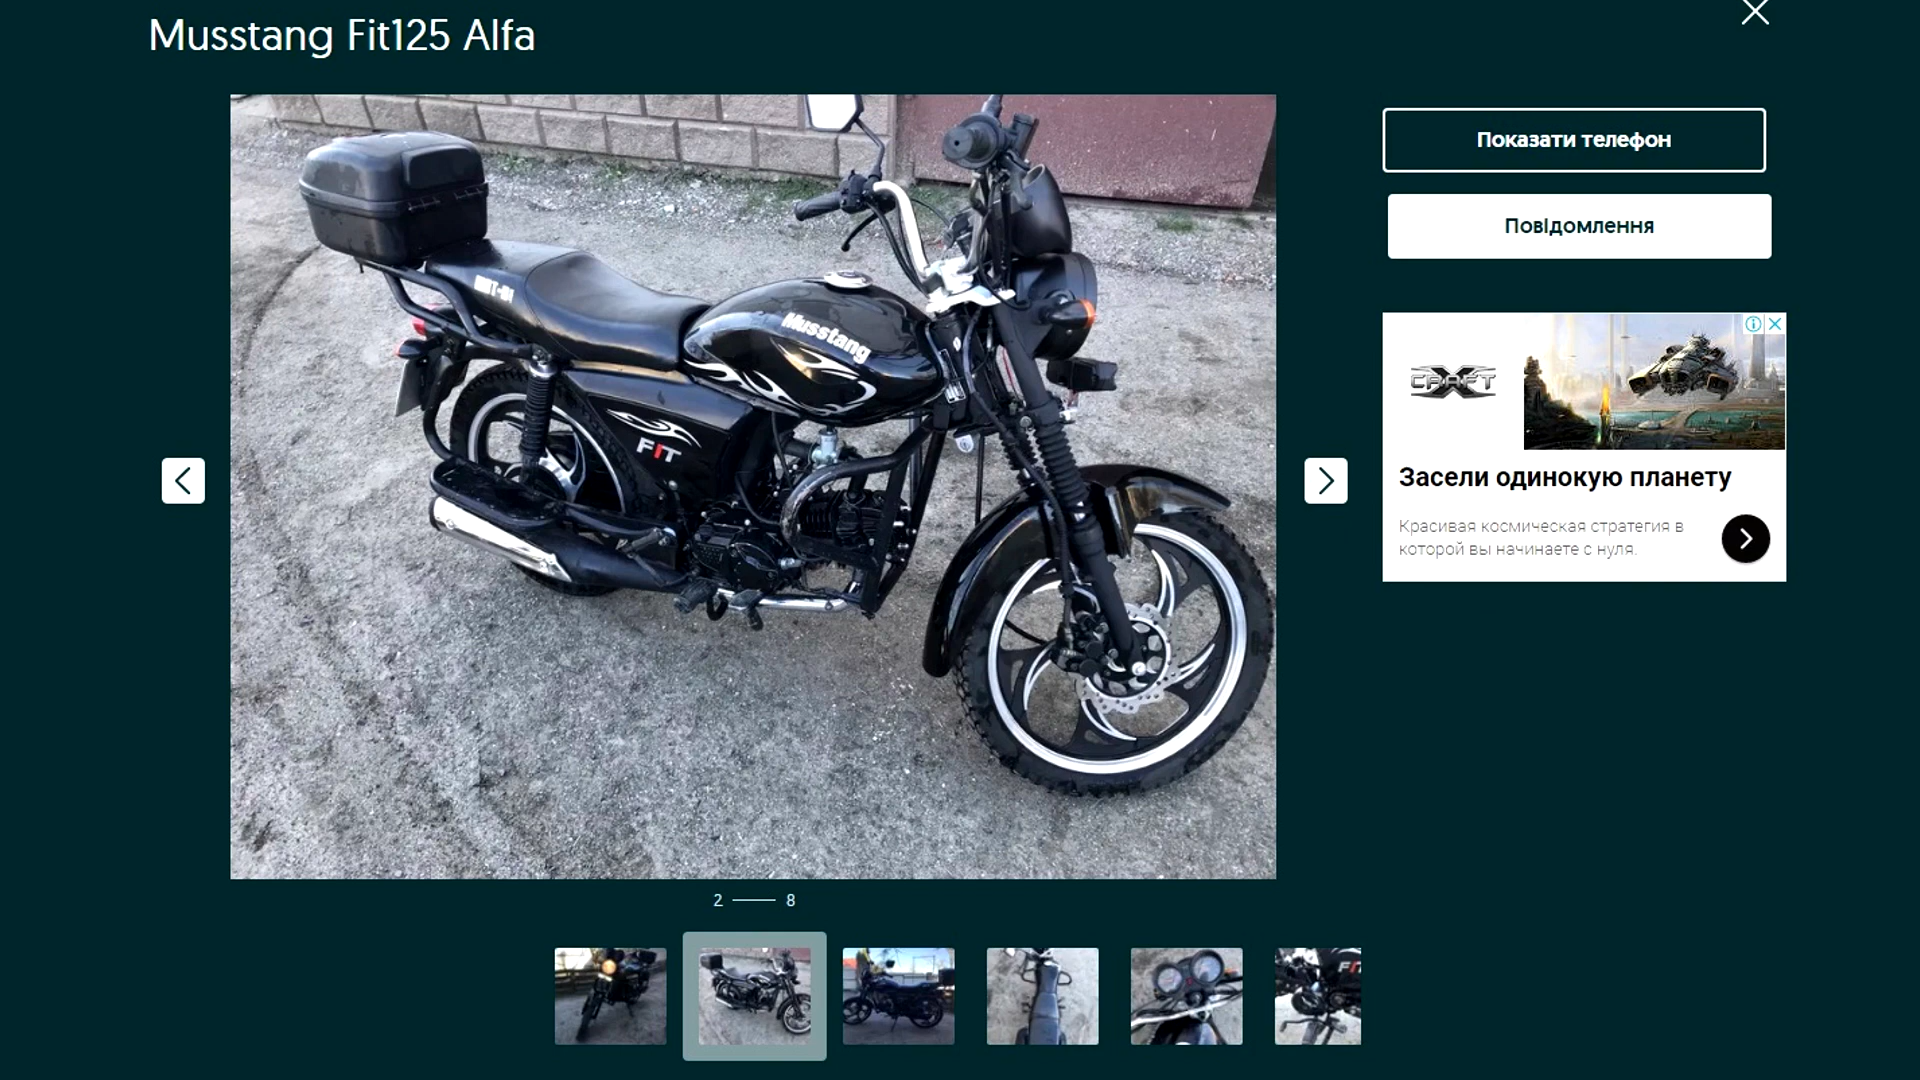 Musstang Fit125 Alfa
Показати телефон
Повідомлення
Musstang
FiT
2 8
CRAFT
X
Засели одинокую планету
Красивая космическая стратегия в
которой вы начинаете с нуля.